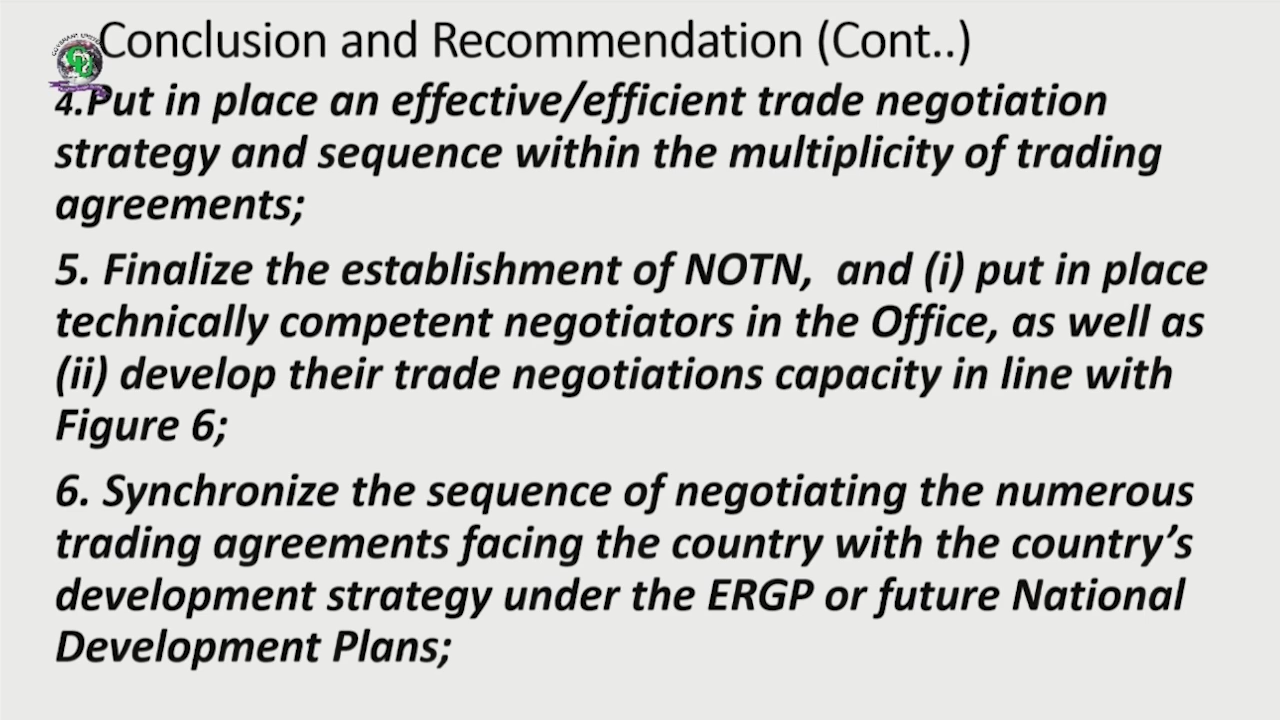 Conclusion and Recommendation (Cont..)
4.Put in place an effective/efficient trade negotiation
strategy and sequence within the multiplicity of trading
agreements;
5. Finalize the establishment of NOTN,  and (i) put in place
technically competent negotiators in the Office, as well as
(ii) develop their trade negotiations capacity in line with
Figure 6;
6. Synchronize the sequence of negotiating the numerous
trading agreements facing the country with the country’s
development strategy under the ERGP or future National
Development Plans;